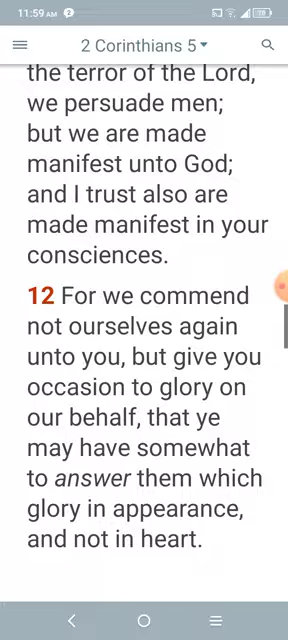 11:59 AM
2 Corinthians 5
the terror of the Lord,
we persuade men;
but we are made
manifest unto God;
and I trust also are
made manifest in your
consciences.
12 For we commend
not ourselves again
unto you, but give you
occasion to glory on
our behalf, that ye
may have somewhat
to answer them which
glory in appearance,
and not in heart.